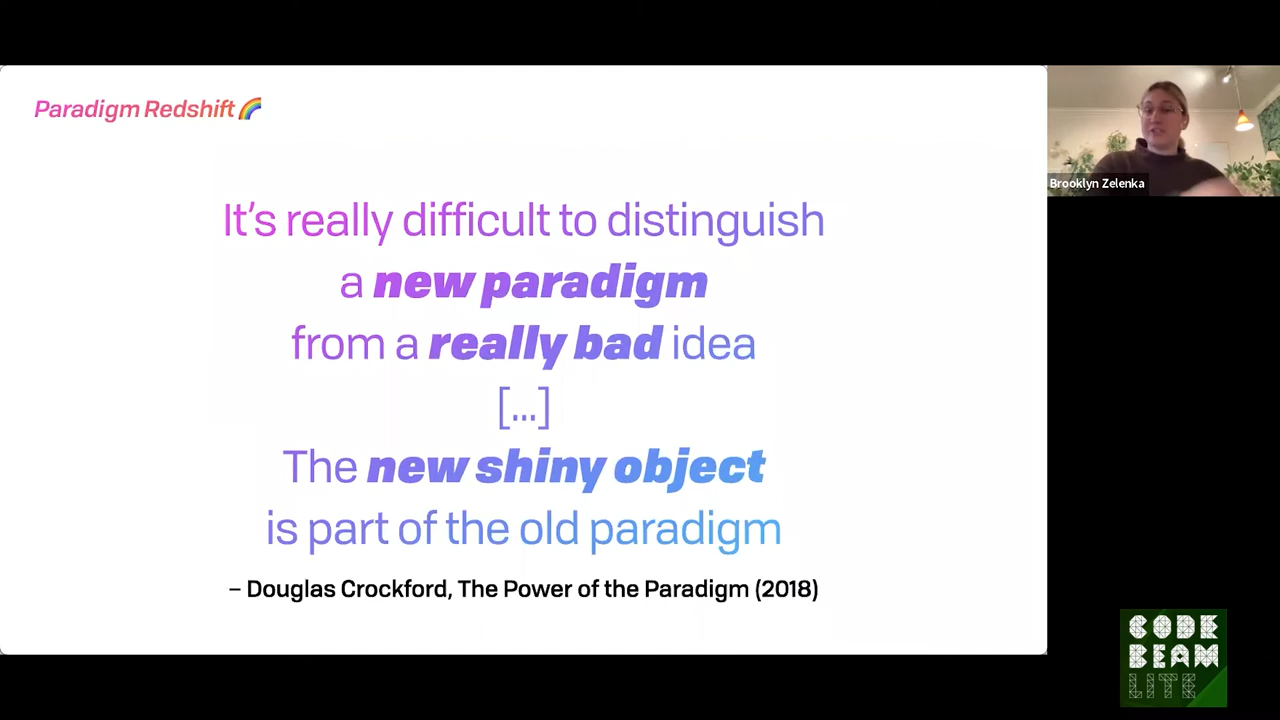 Paradigm Redshift🌈
It's really difficult to distinguish
a new paradigm
from a really bad idea
[...]
The new shiny object
is part of the old paradigm
– Douglas Crockford, The Power of the Paradigm (2018)
Brooklyn Zelenka
CODE
BEAM
LITE